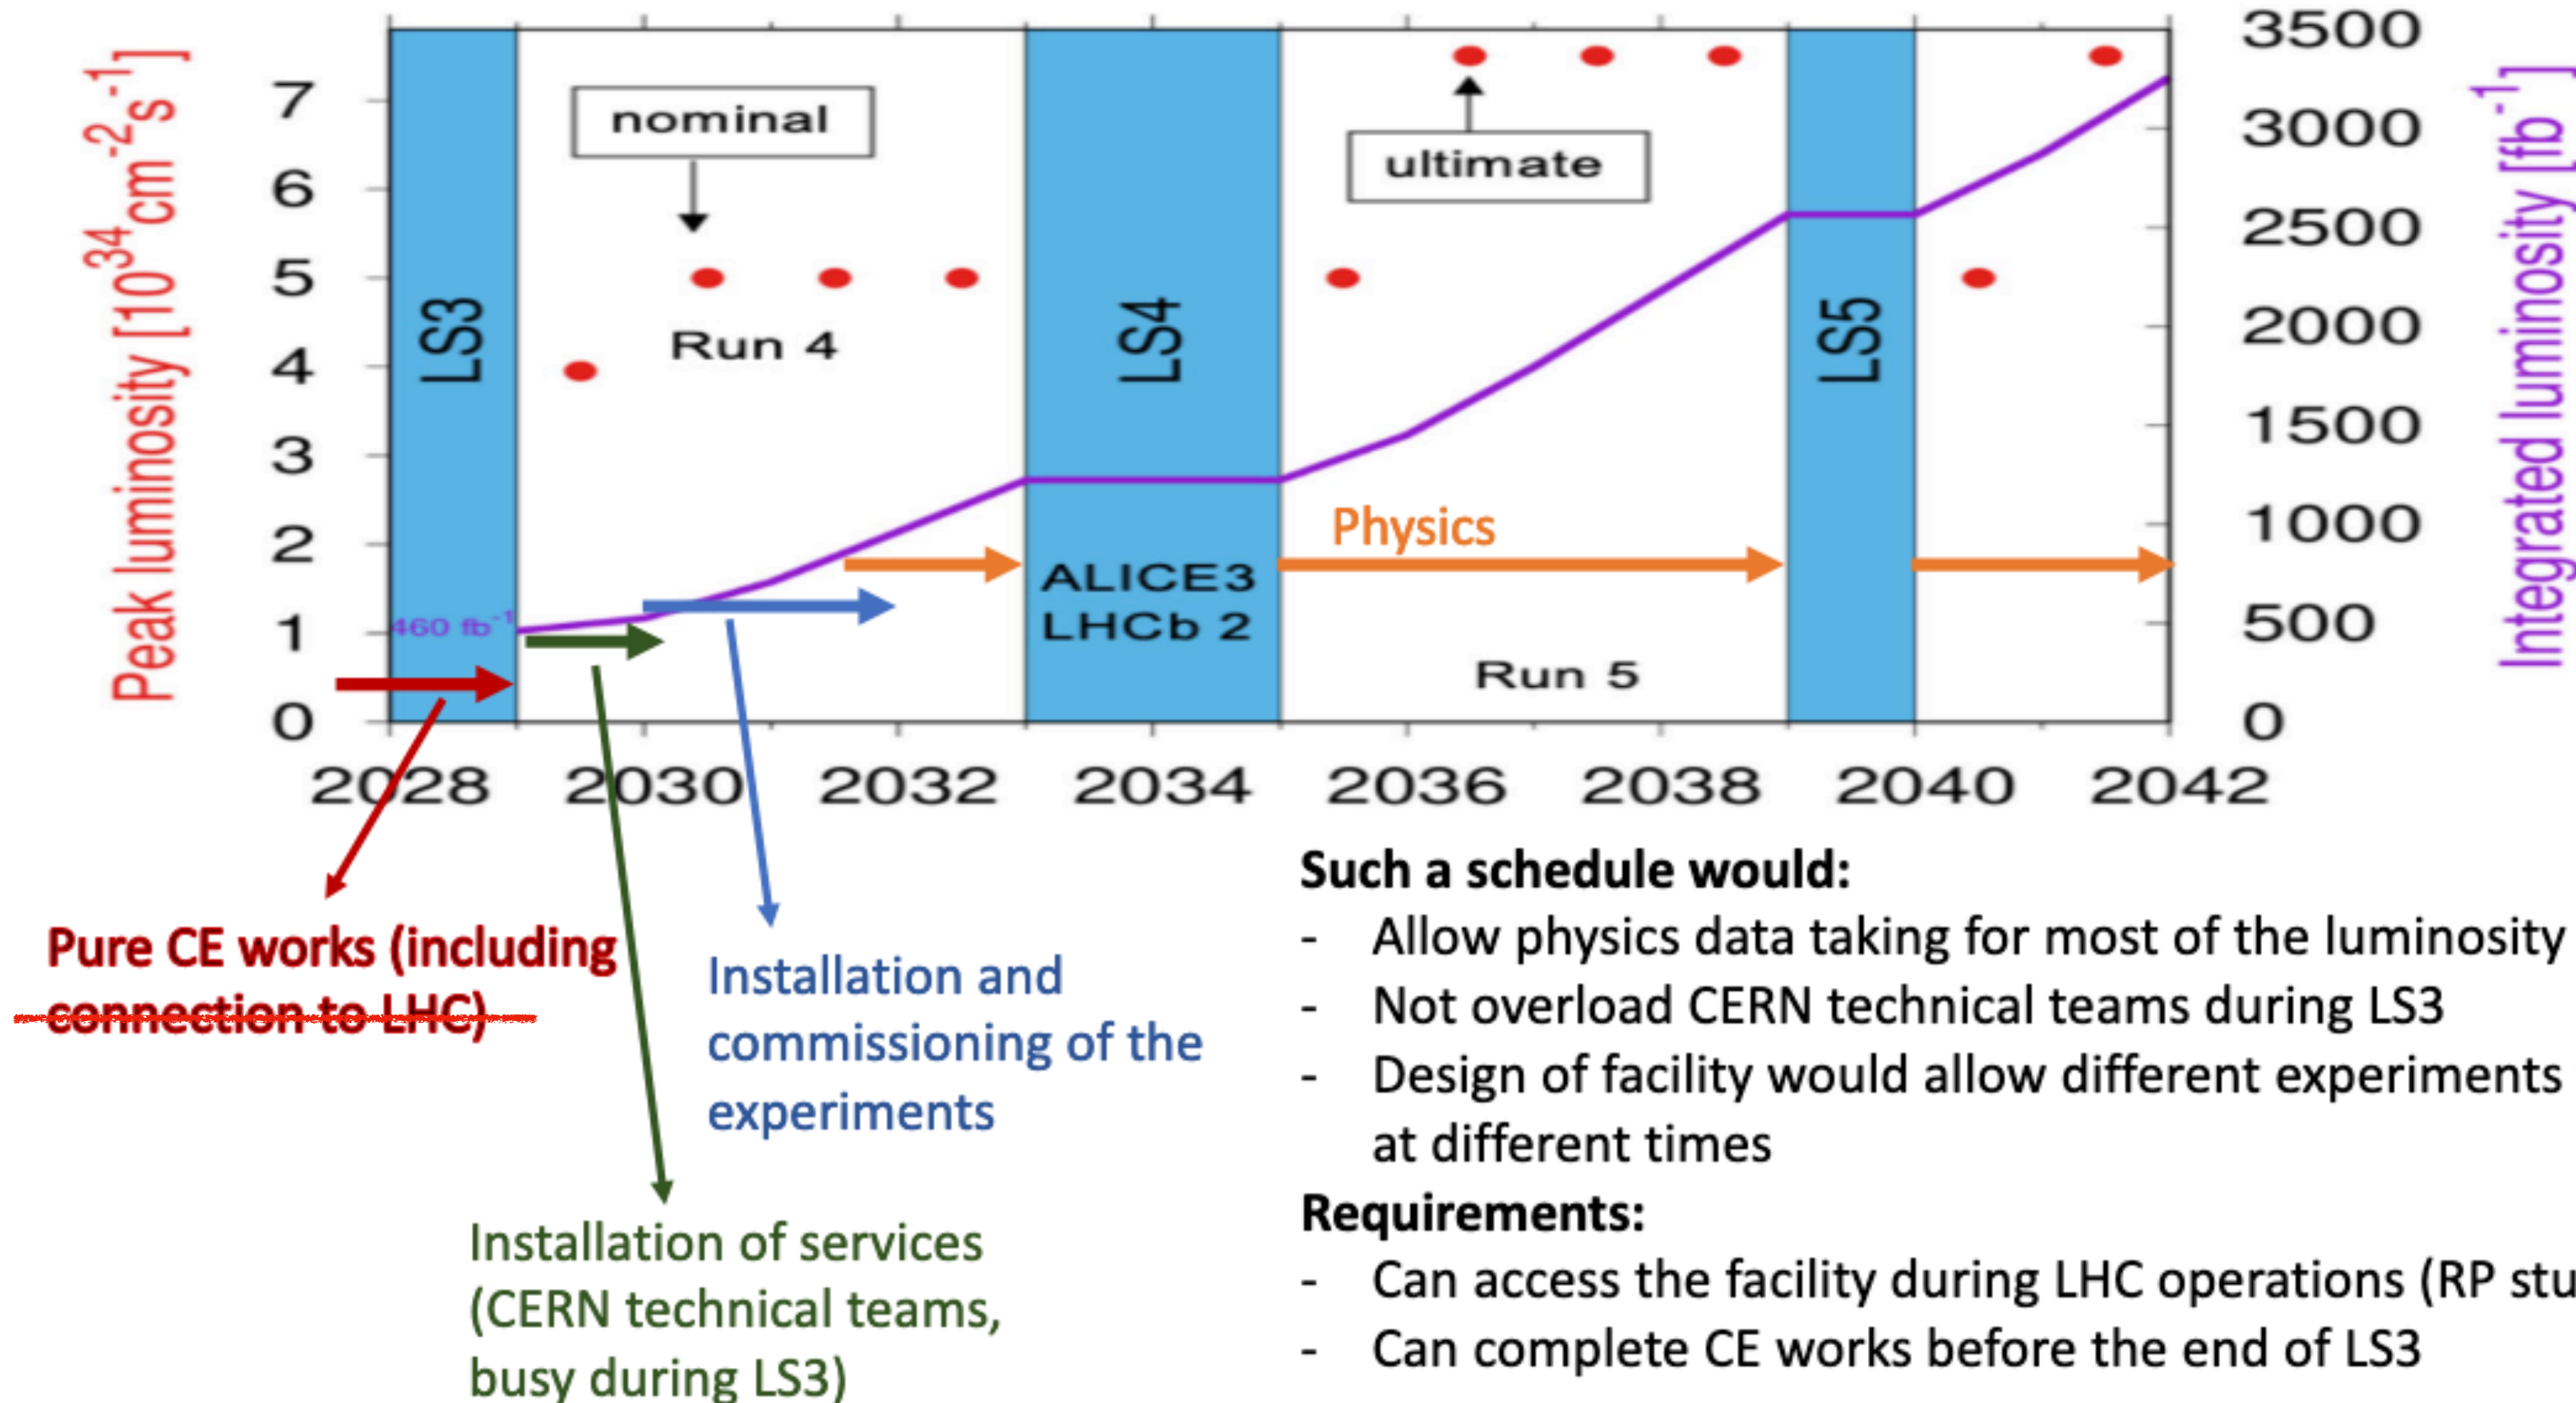 Peak luminosity [10³⁴cm⁻²s⁻¹]
7
6
5
4
3
2
1
0
LS3
460 fb⁻¹
nominal
Run 4
LS4
ALICE3
LHCb 2
ultimate
Physics
Run 5
LS5
3500
3000
2500
2000
1500
1000
500
0
Integrated luminosity [fb⁻¹]
2028 2030 2032 2034 2036 2038 2040 2042
Pure CE works (including
connection to LHC)
Installation and
commissioning of the
experiments
Installation of services
(CERN technical teams,
busy during LS3)
Such a schedule would:
- Allow physics data taking for most of the luminosity
- Not overload CERN technical teams during LS3
- Design of facility would allow different experiments
at different times
Requirements:
- Can access the facility during LHC operations (RP stu
- Can complete CE works before the end of LS3